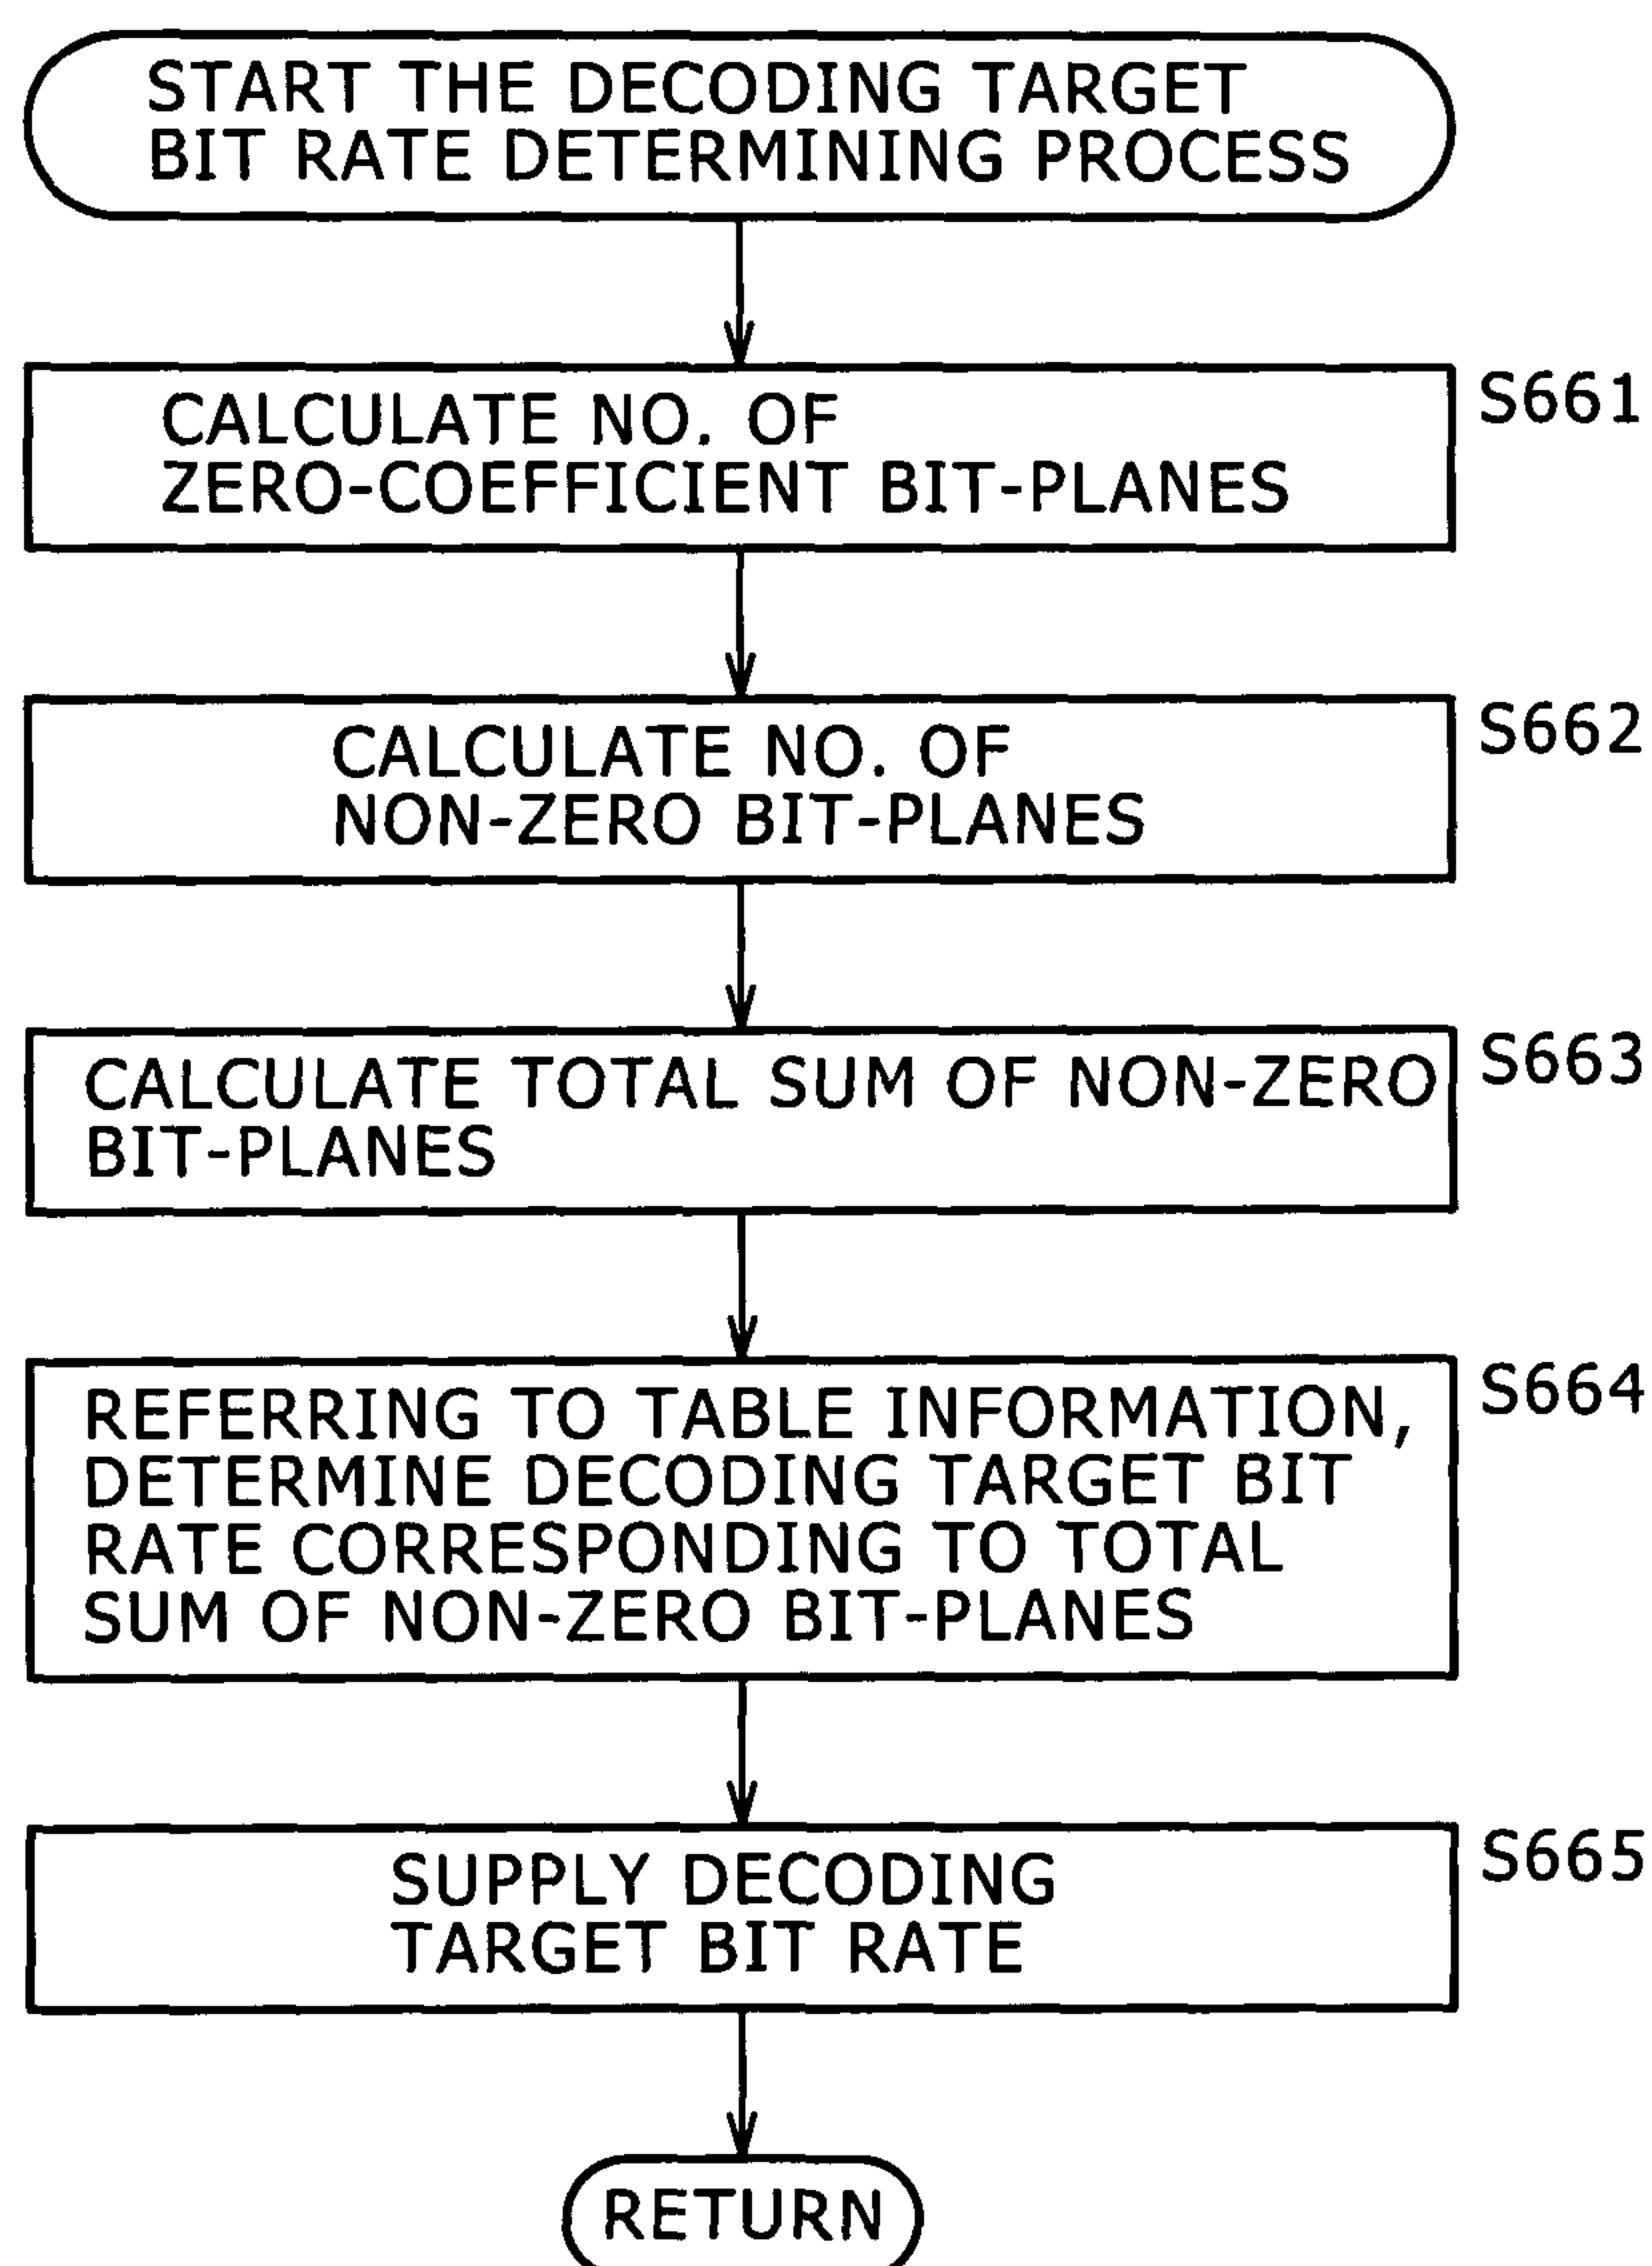 START THE DECODING TARGET
BIT RATE DETERMINING PROCESS
CALCULATE NO. OF
ZERO-COEFFICIENT BIT-PLANES
S661
CALCULATE NO. OF
NON-ZERO BIT-PLANES
S662
CALCULATE TOTAL SUM OF NON-ZERO
BIT-PLANES
S663
REFERRING TO TABLE INFORMATION,
DETERMINE DECODING TARGET BIT
RATE CORRESPONDING TO TOTAL
SUM OF NON-ZERO BIT-PLANES
S664
SUPPLY DECODING
TARGET BIT RATE
S665
RETURN